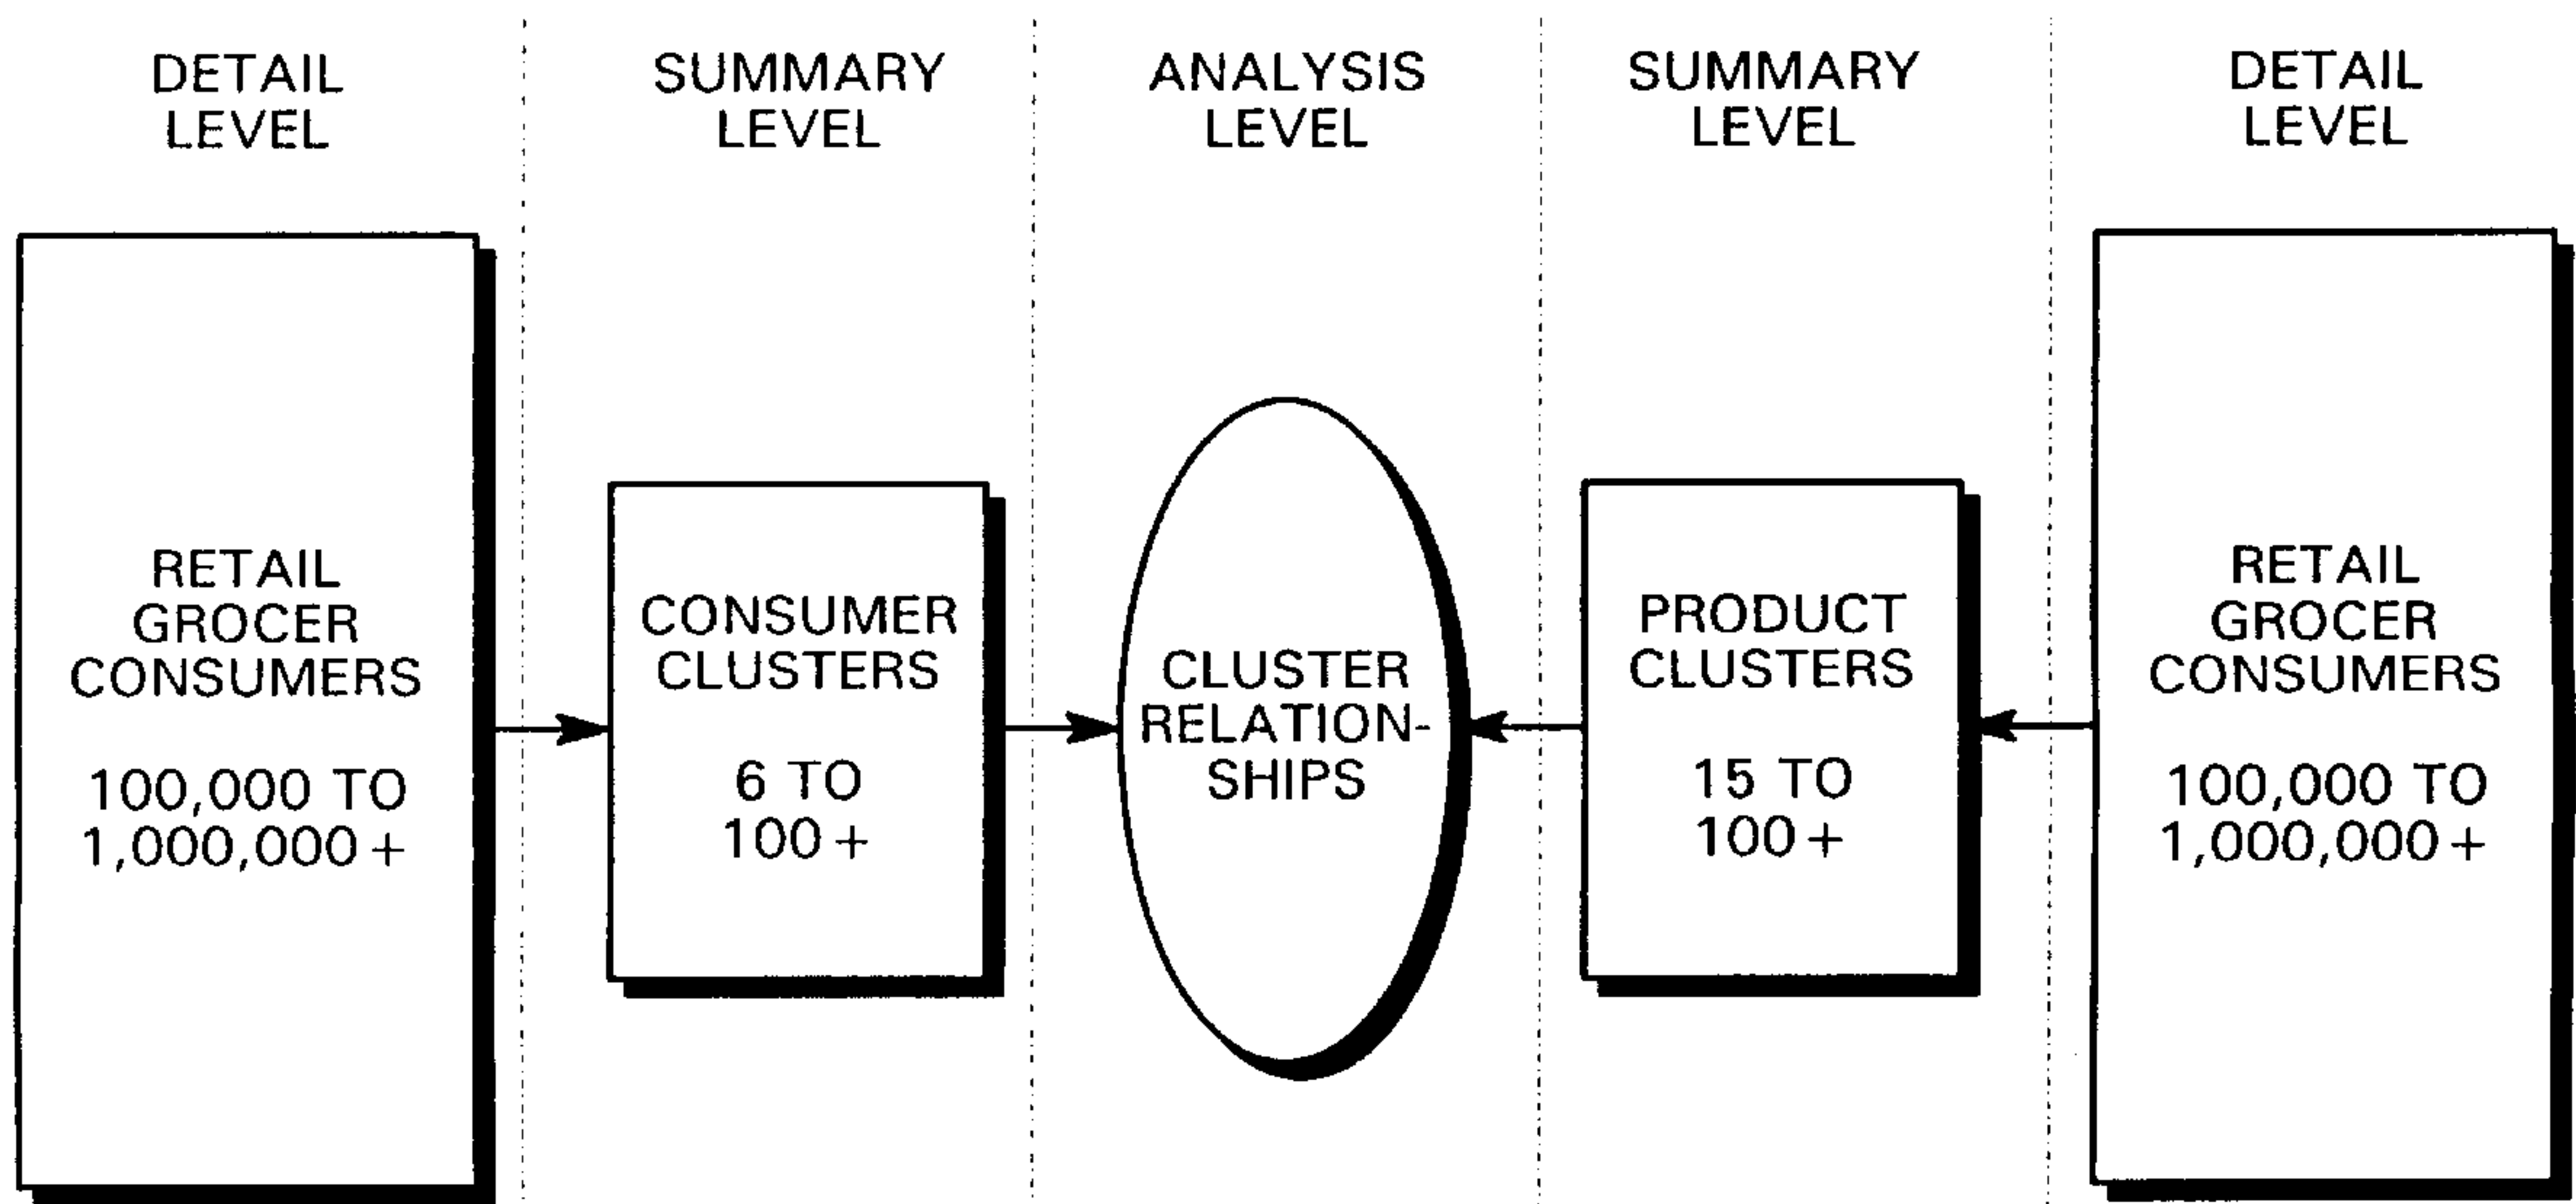 DETAIL
LEVEL
SUMMARY
LEVEL
ANALYSIS
LEVEL
SUMMARY
LEVEL
DETAIL
LEVEL
RETAIL
GROCER
CONSUMERS
100,000 TO
1,000,000+
CONSUMER
CLUSTERS
6 TO
100+
CLUSTER
RELATION-
SHIPS
PRODUCT
CLUSTERS
15 TO
100+
RETAIL
GROCER
CONSUMERS
100,000 TO
1,000,000+